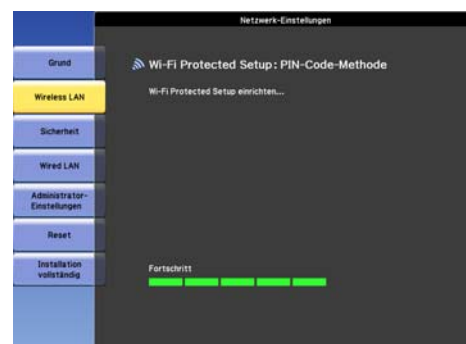 Netzwerk-Einstellungen
Grund
Wireless LAN
Sicherheit
Wired LAN
Administrator-
Einstellungen
Reset
Installation
vollständig
Wi-Fi Protected Setup: PIN-Code-Methode
Wi-Fi Protected Setup einrichten...
Fortschritt